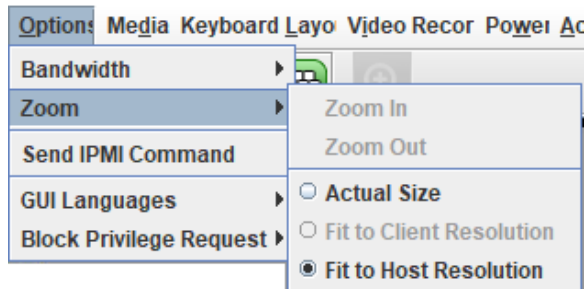 Options Media Keyboard Layo Video Recor Power Ac
Bandwidth
Zoom
Send IPMI Command
GUI Languages
Block Privilege Request
Zoom In
Zoom Out
Actual Size
Fit to Client Resolution
Fit to Host Resolution